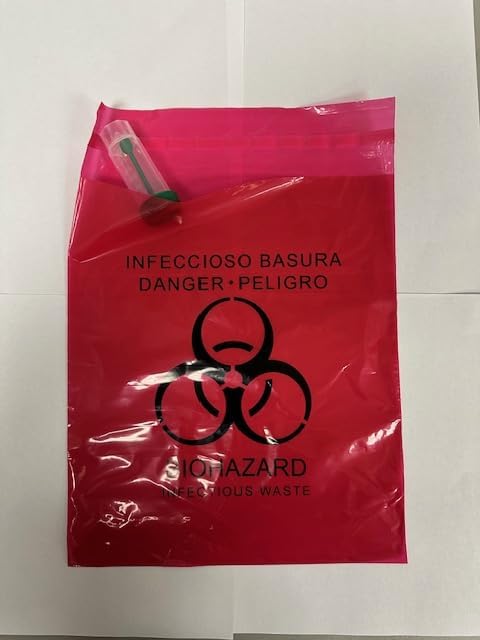 INFECCIOSO BASURA
DANGER•PELIGRO
BIOHAZARD
INFECTIOUS WASTE